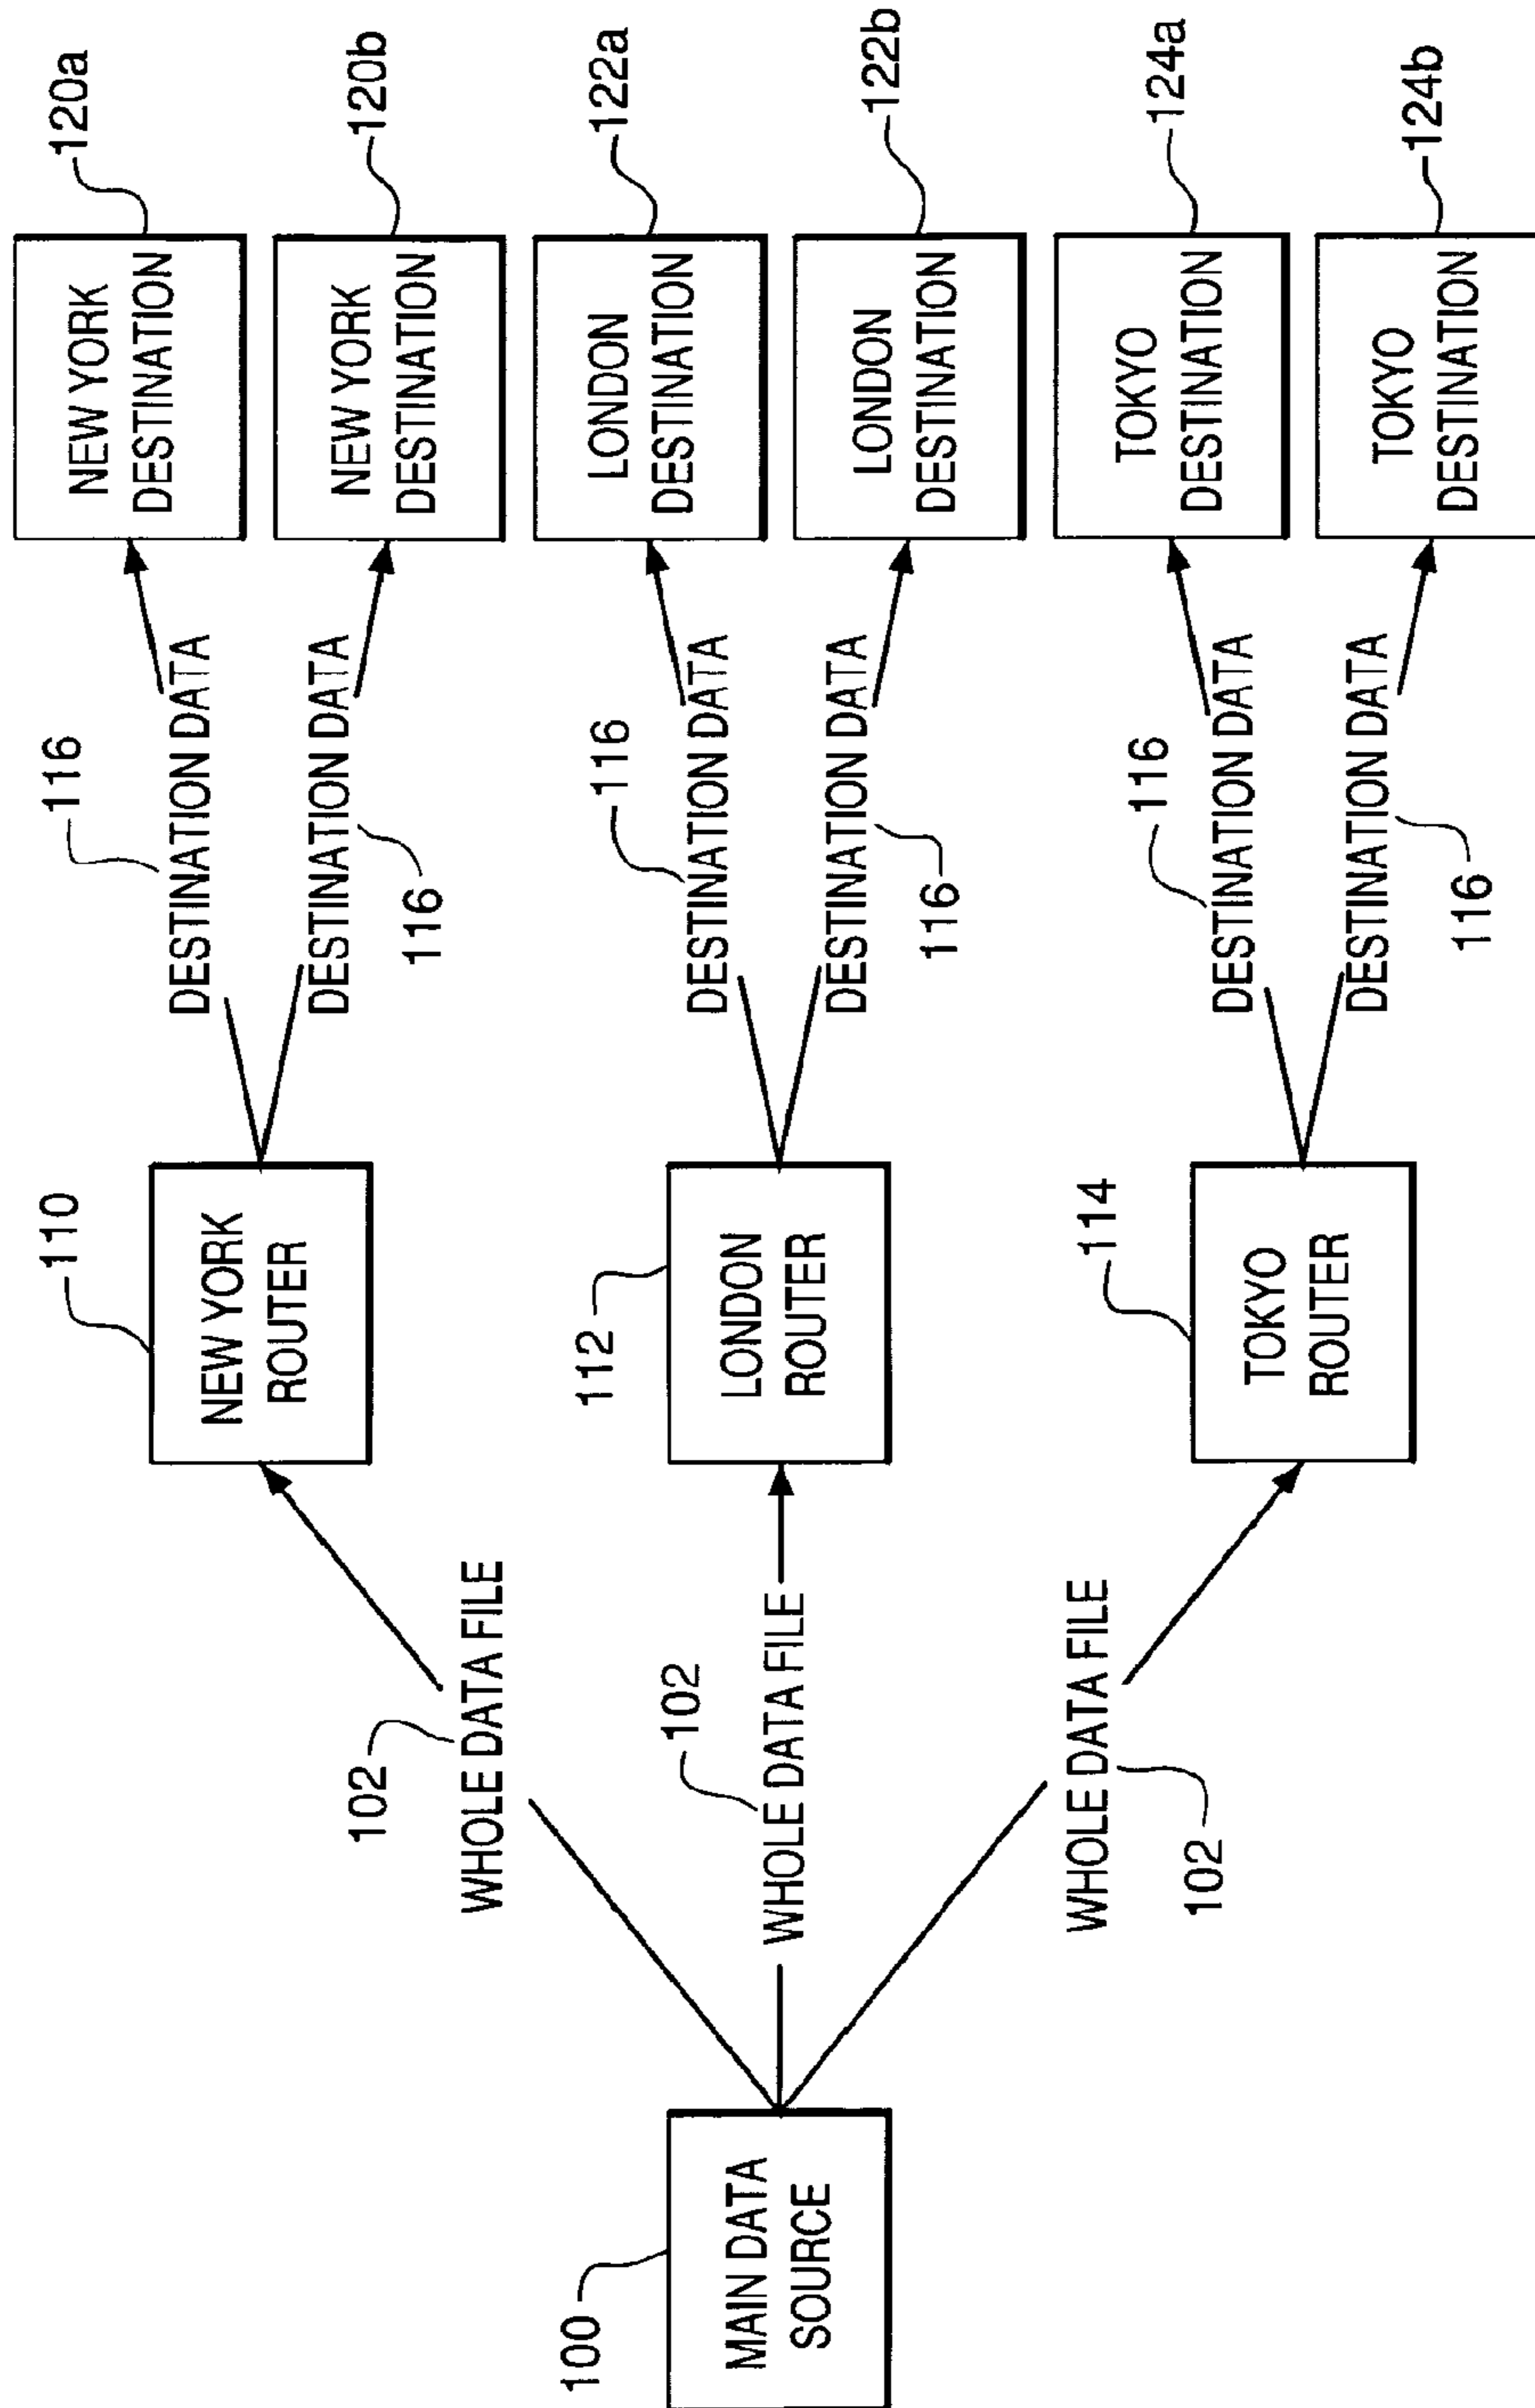 100
MAIN DATA
SOURCE
102
WHOLE DATA FILE
102
WHOLE DATA FILE
WHOLE DATA FILE
102
110
NEW YORK
ROUTER
112
LONDON
ROUTER
114
TOKYO
ROUTER
116
DESTINATION DATA
DESTINATION DATA
116
116
DESTINATION DATA
DESTINATION DATA
116
116
DESTINATION DATA
DESTINATION DATA
116
NEW YORK
DESTINATION
120a
NEW YORK
DESTINATION
120b
LONDON
DESTINATION
122a
LONDON
DESTINATION
122b
TOKYO
DESTINATION
124a
TOKYO
DESTINATION
124b